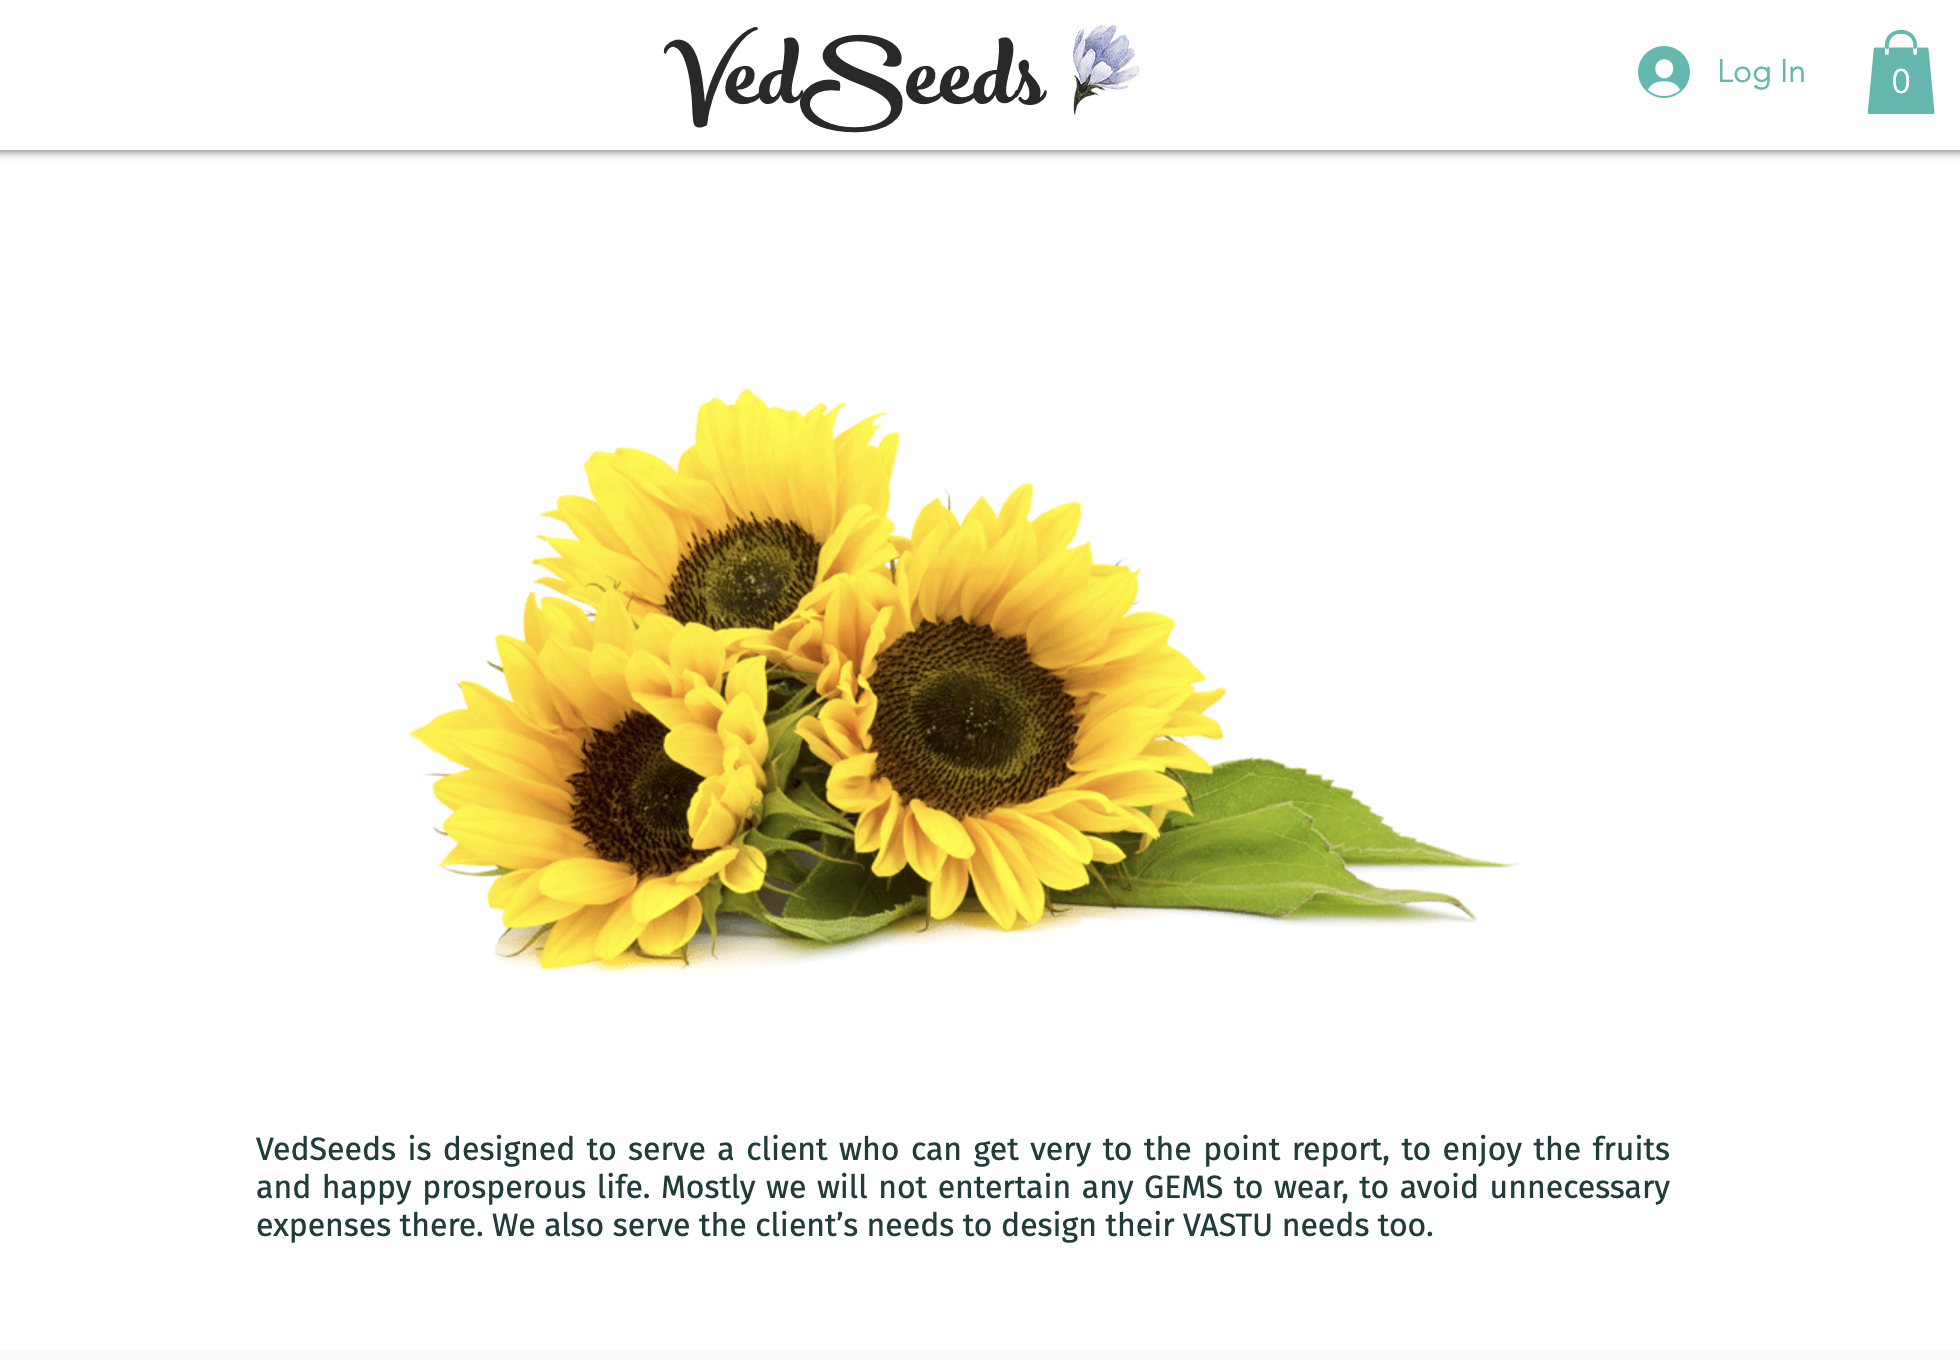 VedSeeds
Log In
0
VedSeeds is designed to serve a client who can get very to the point report, to enjoy the fruits
and happy prosperous life. Mostly we will not entertain any GEMS to wear, to avoid unnecessary
expenses there. We also serve the client’s needs to design their VASTU needs too.